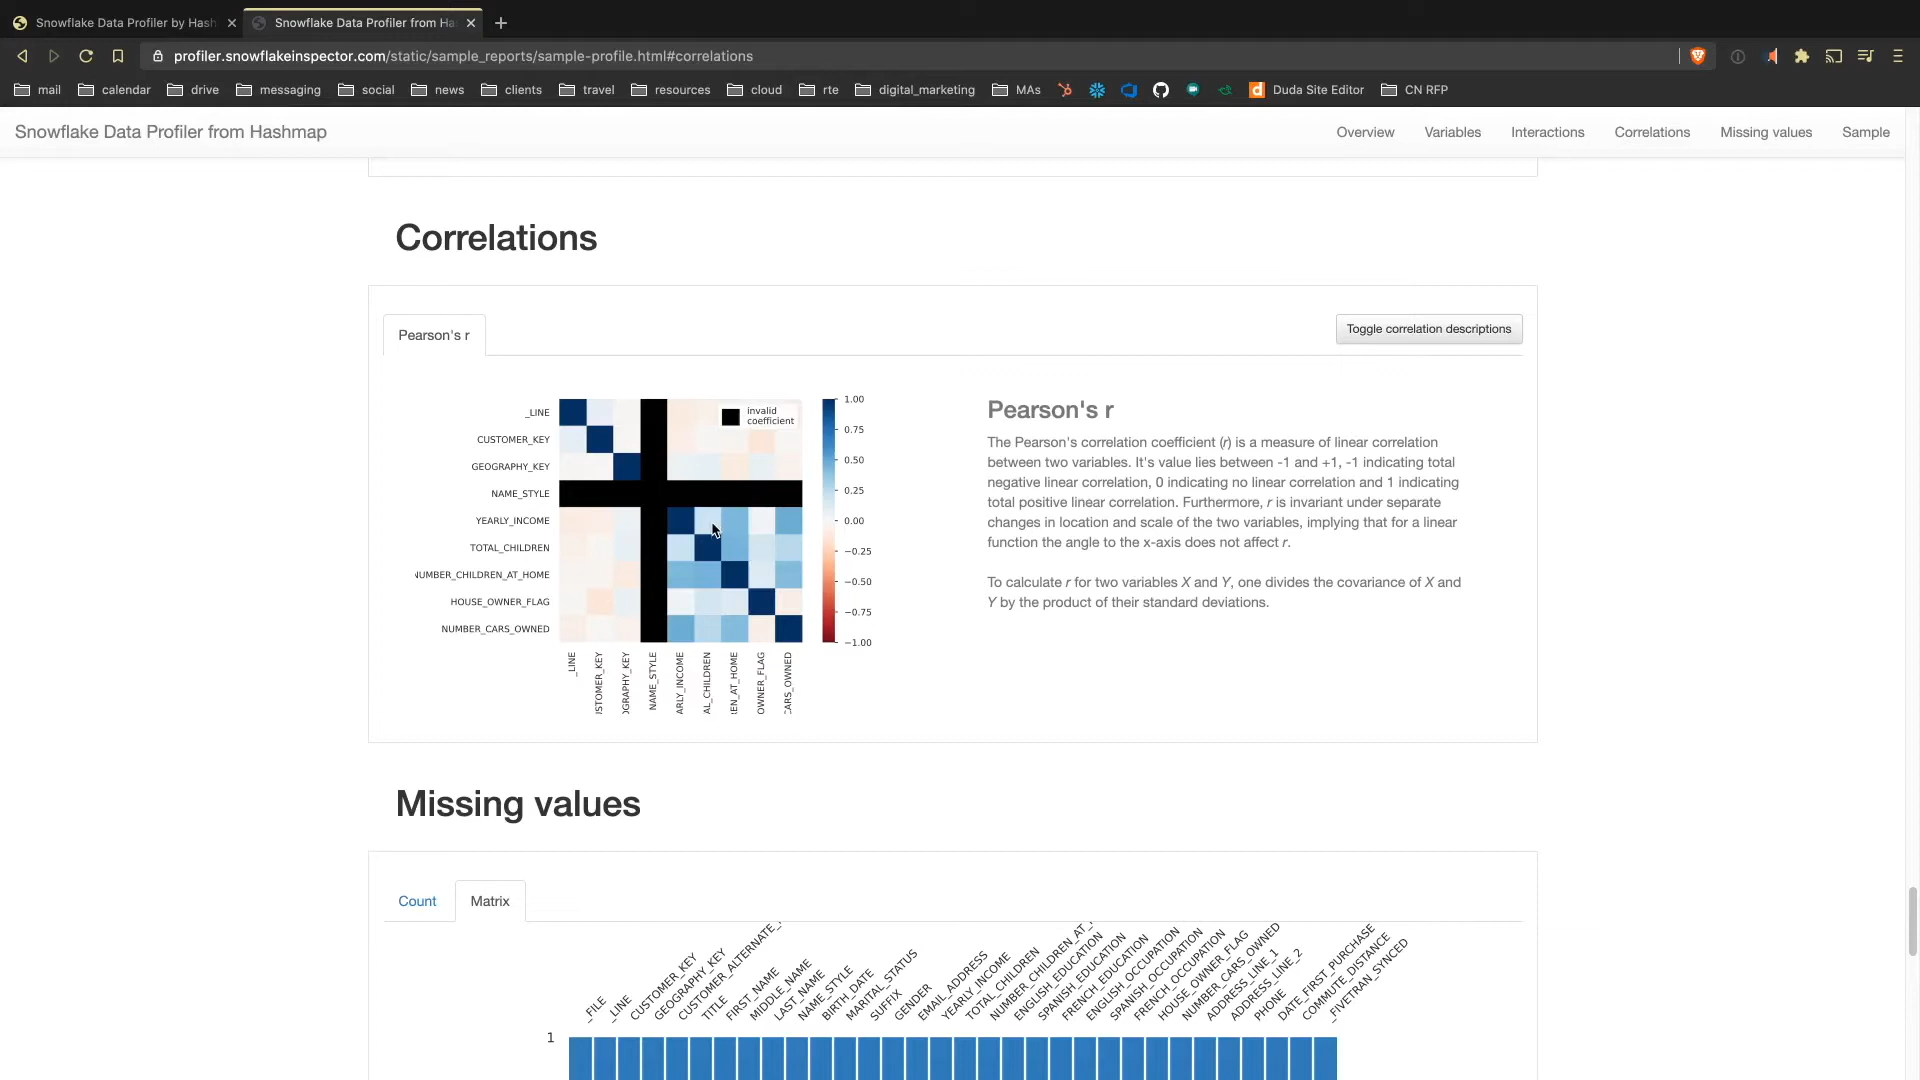 Snowflake Data Profiler by Hash
Snowflake Data Profiler from Ha
profiler.snowflakeinspector.com/static/sample_reports/sample-profile.html#correlations
mail calendar drive messaging social news clients travel resources cloud rte digital_marketing MAs Duda Site Editor CN RFP
Snowflake Data Profiler from Hashmap
Overview Variables Interactions Correlations Missing values Sample
Correlations
Pearson's r
Toggle correlation descriptions
_LINE
CUSTOMER_KEY
GEOGRAPHY_KEY
NAME_STYLE
YEARLY_INCOME
TOTAL_CHILDREN
NUMBER_CHILDREN_AT_HOME
HOUSE_OWNER_FLAG
NUMBER_CARS_OWNED
invalid
coefficient
1.00
0.75
0.50
0.25
0.00
−0.25
−0.50
−0.75
−1.00
_LINE
USTOMER_KEY
OGRAPHY_KEY
NAME_STYLE
ARLY_INCOME
AL_CHILDREN
EN_AT_HOME
OWNER_FLAG
CARS_OWNED
Pearson's r
The Pearson's correlation coefficient (r) is a measure of linear correlation
between two variables. It's value lies between -1 and +1, -1 indicating total
negative linear correlation, 0 indicating no linear correlation and 1 indicating
total positive linear correlation. Furthermore, r is invariant under separate
changes in location and scale of the two variables, implying that for a linear
function the angle to the x-axis does not affect r.
To calculate r for two variables X and Y, one divides the covariance of X and
Y by the product of their standard deviations.
Missing values
Count
Matrix
_FILE
_LINE
CUSTOMER_KEY
GEOGRAPHY_KEY
CUSTOMER_ALTERNATE_
TITLE
FIRST_NAME
MIDDLE_NAME
LAST_NAME
NAME_STYLE
BIRTH_DATE
MARITAL_STATUS
SUFFIX
GENDER
EMAIL_ADDRESS
YEARLY_INCOME
TOTAL_CHILDREN
NUMBER_CHILDREN_AT_
ENGLISH_EDUCATION
SPANISH_EDUCATION
FRENCH_EDUCATION
ENGLISH_OCCUPATION
SPANISH_OCCUPATION
FRENCH_OCCUPATION
HOUSE_OWNER_FLAG
NUMBER_CARS_OWNED
ADDRESS_LINE_1
ADDRESS_LINE_2
PHONE
DATE_FIRST_PURCHASE
COMMUTE_DISTANCE
_FIVETRAN_SYNCED
1